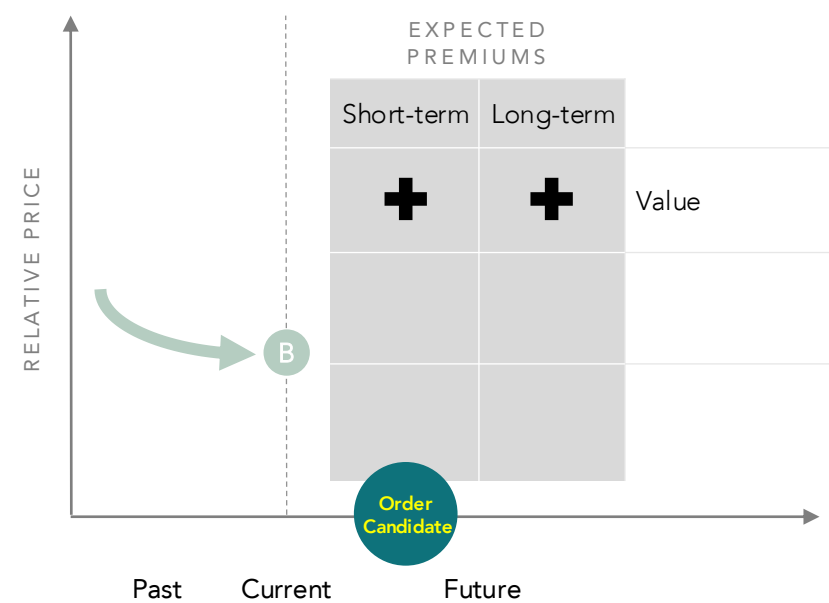 EXPECTED
PREMIUMS
Short-term
Long-term
Value
RELATIVE PRICE
B
Order
Candidate
Past
Current
Future